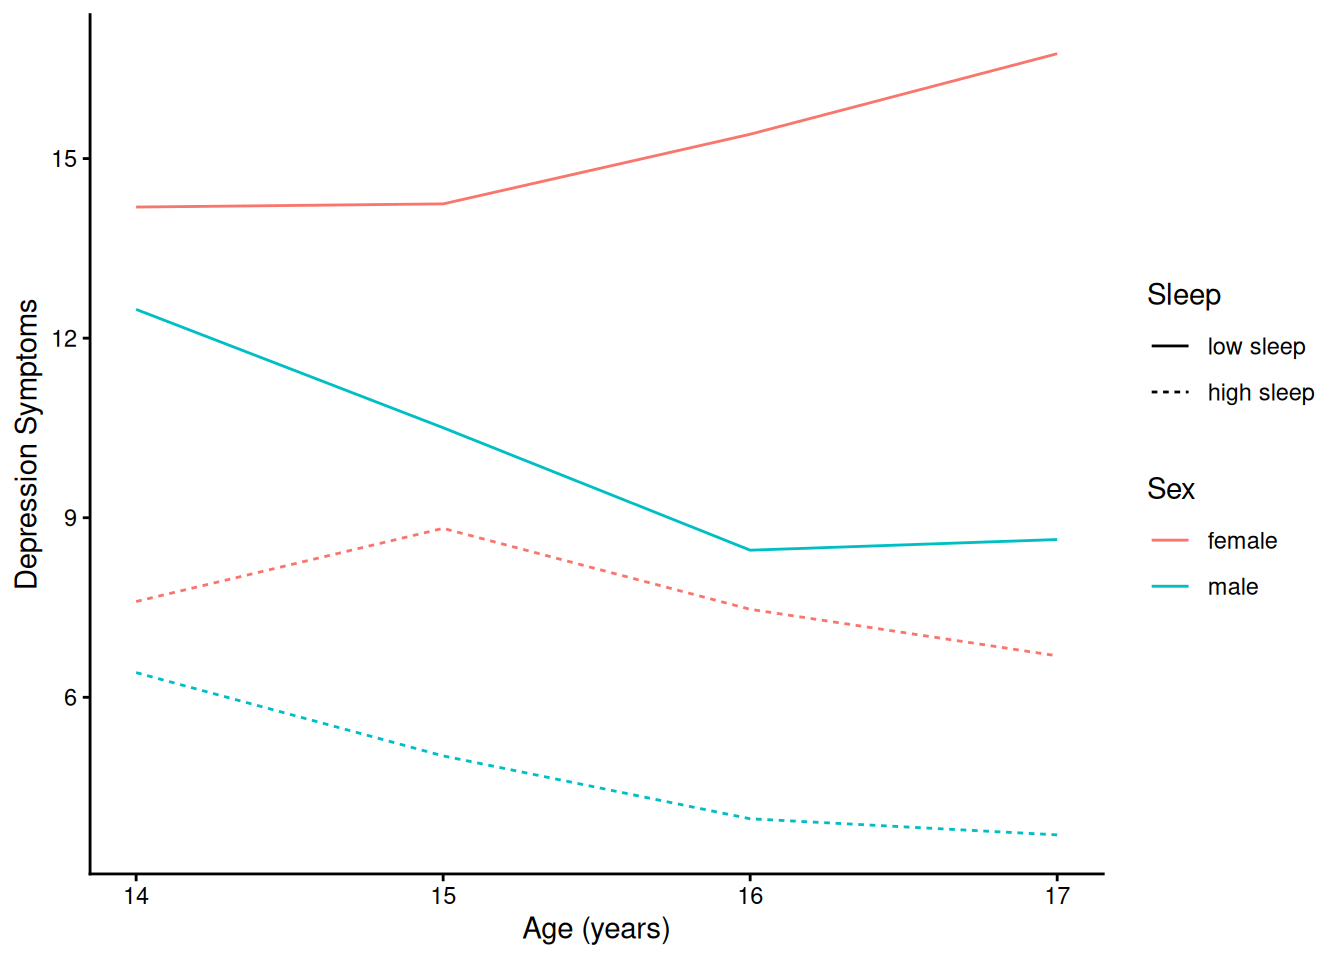 Depression Symptoms
15
12
9
6
14 15 16 17
Age (years)
Sleep
low sleep
high sleep
Sex
female
male